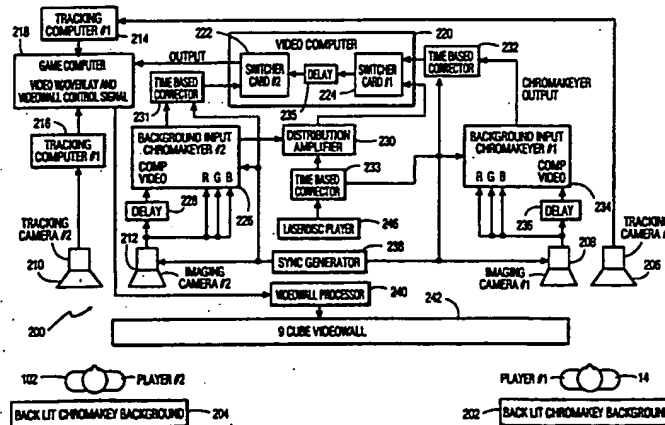 TRACKING
COMPUTER #1
214
218
GAME COMPUTER
VIDEO W/OVERLAY AND
VIDEOWALL CONTROL SIGNAL
216
TRACKING
COMPUTER #1
TRACKING
CAMERA #2
210
200
OUTPUT
222
VIDEO COMPUTER
220
SWITCHER
CARD #2
DELAY
235
SWITCHER
CARD #1
224
TIME BASED
CORRECTOR
231
TIME BASED
CORRECTOR
232
CHROMAKEYER
OUTPUT
BACKGROUND INPUT
CHROMAKEYER #2
COMP
VIDEO
R G B
226
DELAY
228
212
IMAGING
CAMERA #2
DISTRIBUTION
AMPLIFIER
230
TIME BASED
CORRECTOR
233
LASERDISC PLAYER
246
SYNC GENERATOR
238
VIDEOWALL
PROCESSOR
240
242
9 CUBE VIDEOWALL
BACKGROUND INPUT
CHROMAKEYER #1
COMP
VIDEO
R G B
234
DELAY
236
208
IMAGING
CAMERA #1
TRACKING
CAMERA
206
102
PLAYER #2
PLAYER #1
14
BACK LIT CHROMAKEY BACKGROUND
204
202
BACK LIT CHROMAKEY BACKGROUND